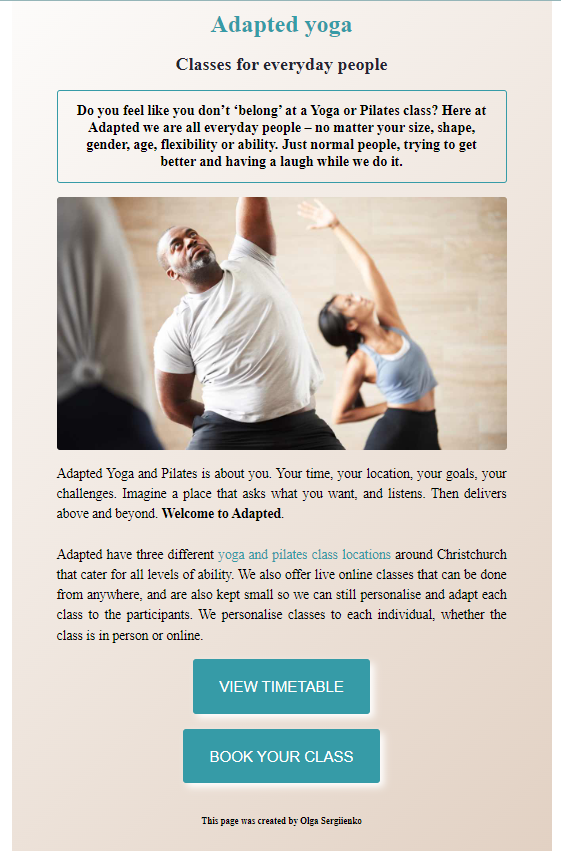 Adapted yoga
Classes for everyday people
Do you feel like you don’t ‘belong’ at a Yoga or Pilates class? Here at
Adapted we are all everyday people – no matter your size, shape,
gender, age, flexibility or ability. Just normal people, trying to get
better and having a laugh while we do it.
Adapted Yoga and Pilates is about you. Your time, your location, your goals, your
challenges. Imagine a place that asks what you want, and listens. Then delivers
above and beyond. Welcome to Adapted.
Adapted have three different yoga and pilates class locations around Christchurch
that cater for all levels of ability. We also offer live online classes that can be done
from anywhere, and are also kept small so we can still personalise and adapt each
class to the participants. We personalise classes to each individual, whether the
class is in person or online.
VIEW TIMETABLE
BOOK YOUR CLASS
This page was created by Olga Sergiienko